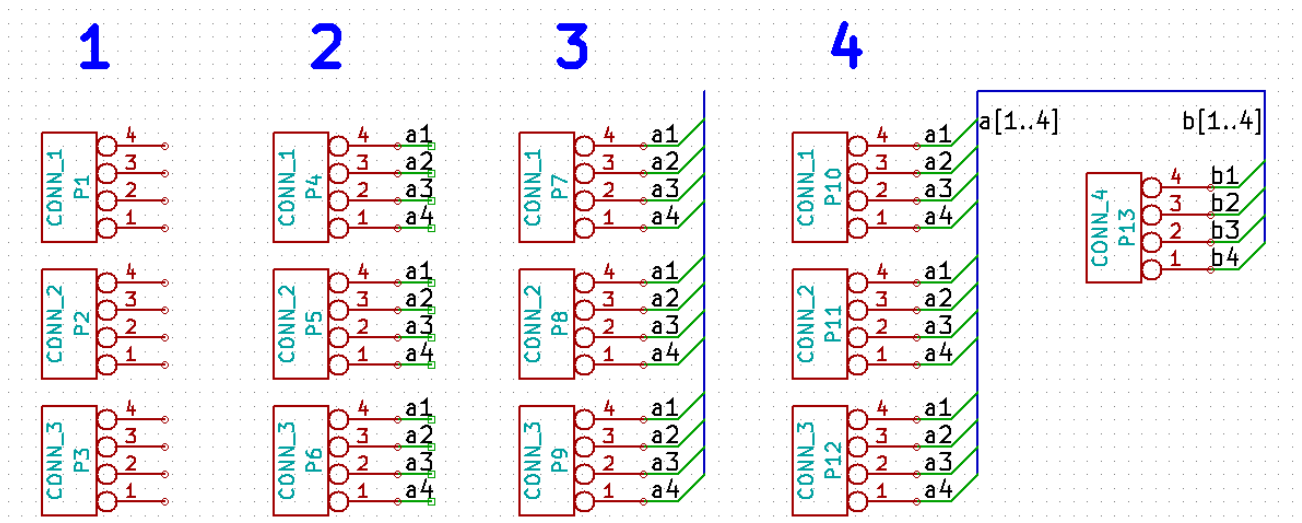 1 2 3 4
a[1..4] b[1..4]
CONN_1 P1 4 3 2 1
CONN_1 P4 4 a1 3 a2 2 a3 1 a4
CONN_1 P7 4 a1 3 a2 2 a3 1 a4
CONN_1 P10 4 a1 3 a2 2 a3 1 a4
CONN_4 P13 4 b1 3 b2 2 b3 1 b4
CONN_2 P2 4 3 2 1
CONN_2 P5 4 a1 3 a2 2 a3 1 a4
CONN_2 P8 4 a1 3 a2 2 a3 1 a4
CONN_2 P11 4 a1 3 a2 2 a3 1 a4
CONN_3 P3 4 3 2 1
CONN_3 P6 4 a1 3 a2 2 a3 1 a4
CONN_3 P9 4 a1 3 a2 2 a3 1 a4
CONN_3 P12 4 a1 3 a2 2 a3 1 a4